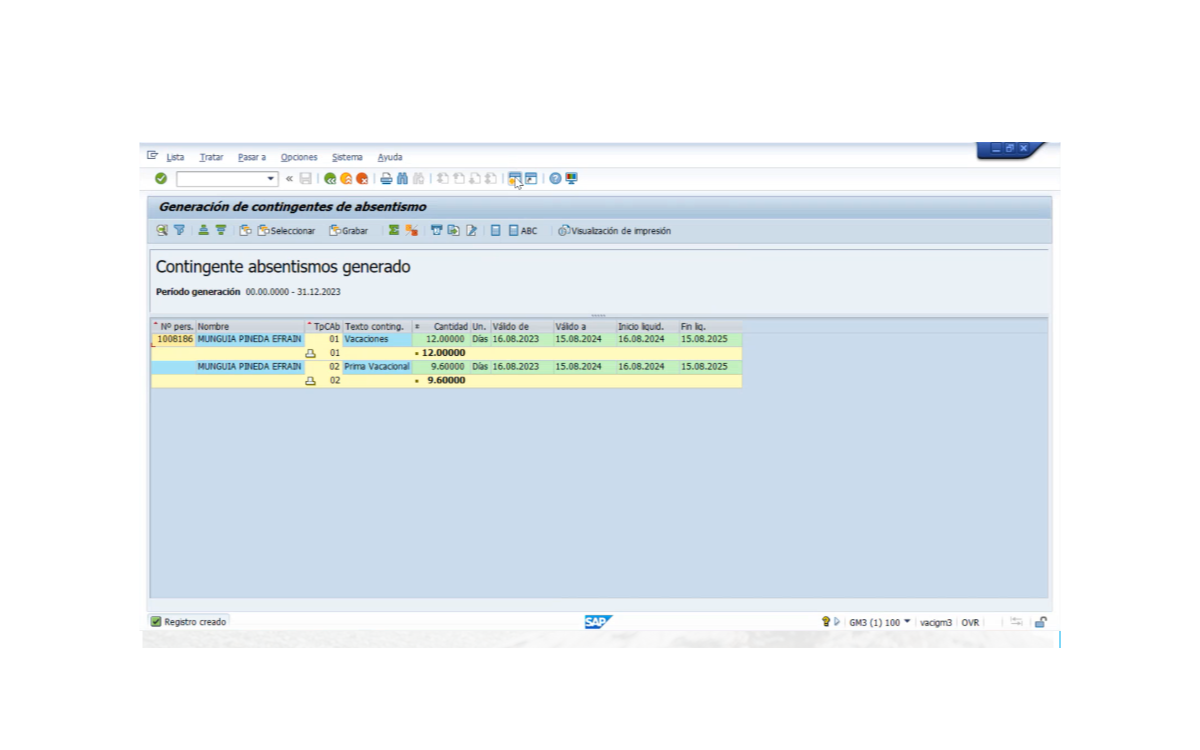 Lista Tratar Pasar a Opciones Sistema Ayuda
Generación de contingentes de absentismo
Seleccionar Grabar ABC Visualización de impresión
Contingente absentismos generado
Período generación 00.00.0000 - 31.12.2023
Nº pers. Nombre TpCAb Texto conting. Cantidad Un. Válido de Válido a Inicio liquid. Fin liq.
1008186 MUNGUIA PINEDA EFRAIN 01 Vacaciones 12.00000 Días 16.08.2023 15.08.2024 16.08.2024 15.08.2025
01 12.00000
MUNGUIA PINEDA EFRAIN 02 Prima Vacacional 9.60000 Días 16.08.2023 15.08.2024 16.08.2024 15.08.2025
02 9.60000
Registro creado SAP GM3 (1) 100 vacigm3 OVR